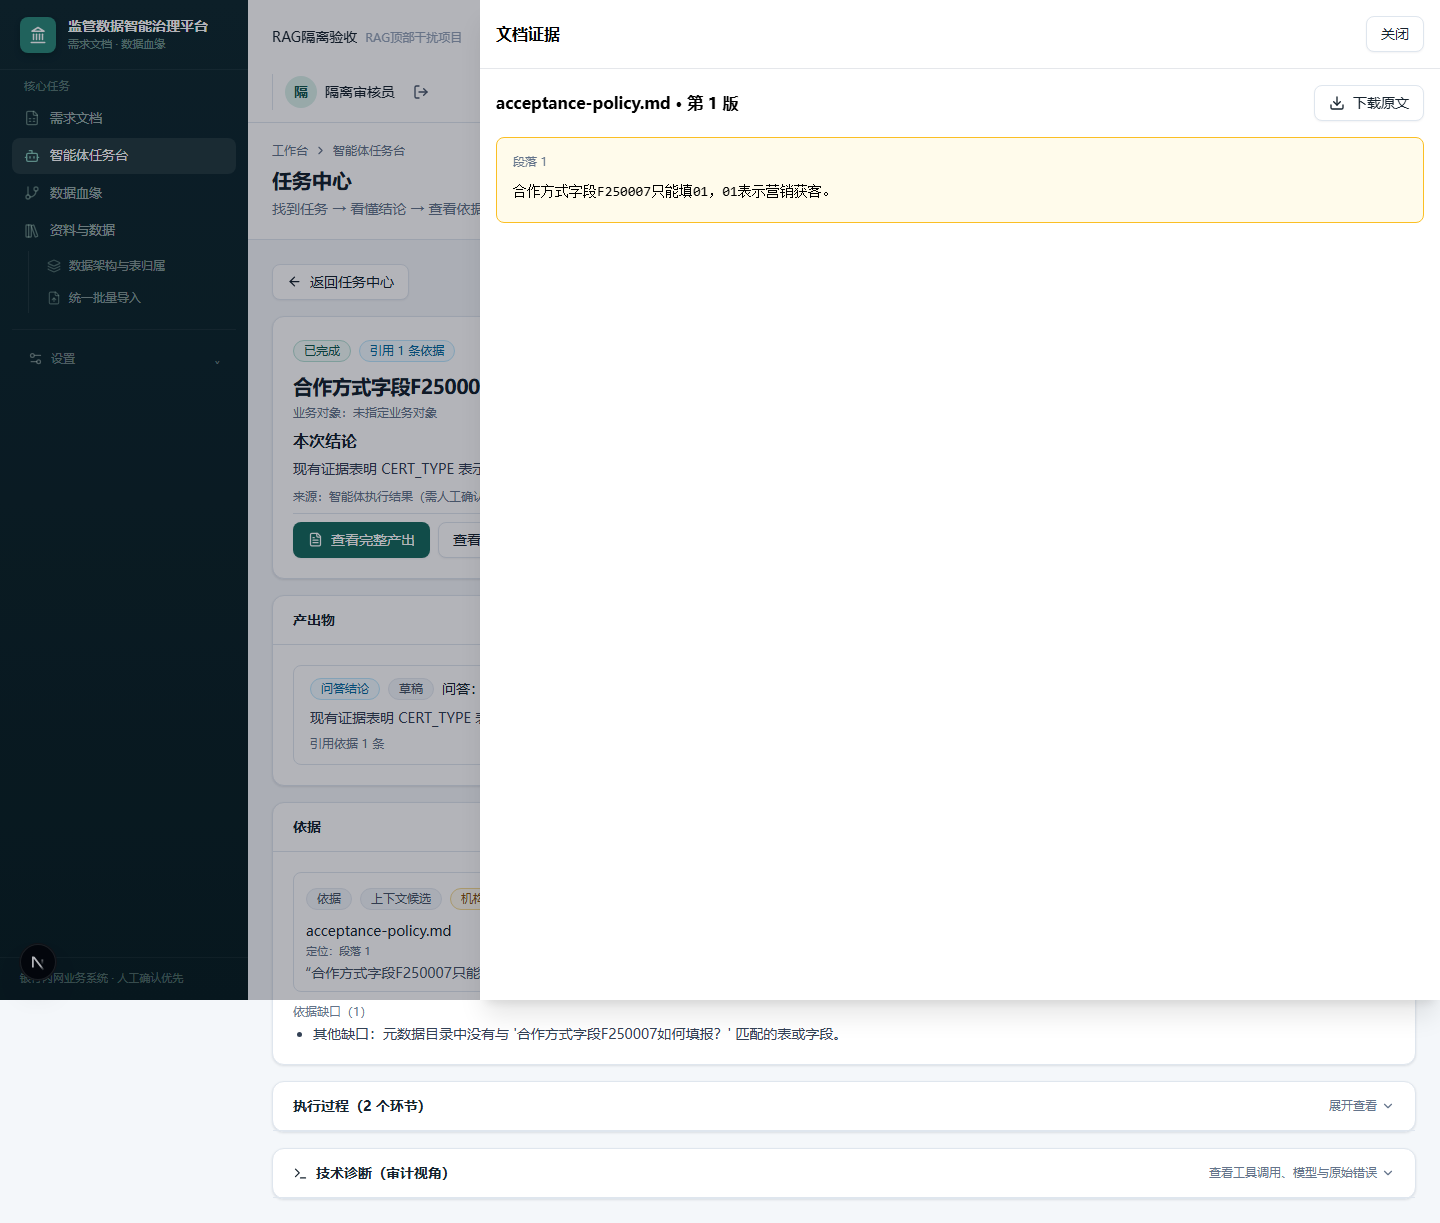 监管数据智能治理平台
需求文档 · 数据血缘
核心任务
需求文档
智能体任务台
数据血缘
资料与数据
数据架构与表归属
统一批量导入
设置
N
内网业务系统 · 人工确认优先
RAG隔离验收 RAG顶部干扰项目
隔 隔离审核员
工作台 > 智能体任务台
任务中心
找到任务 → 看懂结论 → 查看依据
← 返回任务中心
已完成 引用 1 条依据
合作方式字段F25000
业务对象：未指定业务对象
本次结论
现有证据表明 CERT_TYPE 表示
来源：智能体执行结果（需人工确认
查看完整产出 查看
产出物
问答结论 草稿 问答：
现有证据表明 CERT_TYPE
引用依据 1 条
依据
依据 上下文候选 机构
acceptance-policy.md
定位：段落 1
“合作方式字段F250007只能
依据缺口（1）
• 其他缺口：元数据目录中没有与 '合作方式字段F250007如何填报？' 匹配的表或字段。
执行过程（2 个环节） 展开查看
技术诊断（审计视角） 查看工具调用、模型与原始错误
文档证据 关闭
acceptance-policy.md • 第 1 版 下载原文
段落 1
合作方式字段F250007只能填01，01表示营销获客。